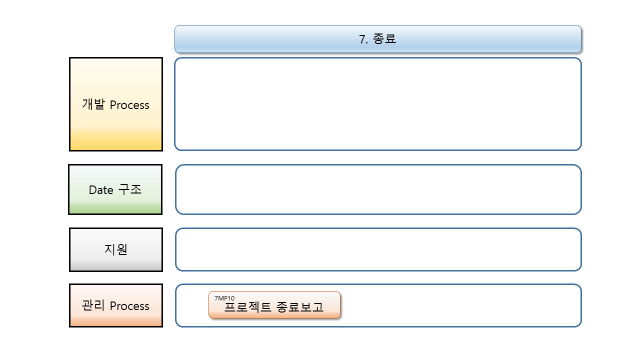 7. 종료
개발 Process
Date 구조
지원
관리 Process
7MP10
프로젝트 종료보고